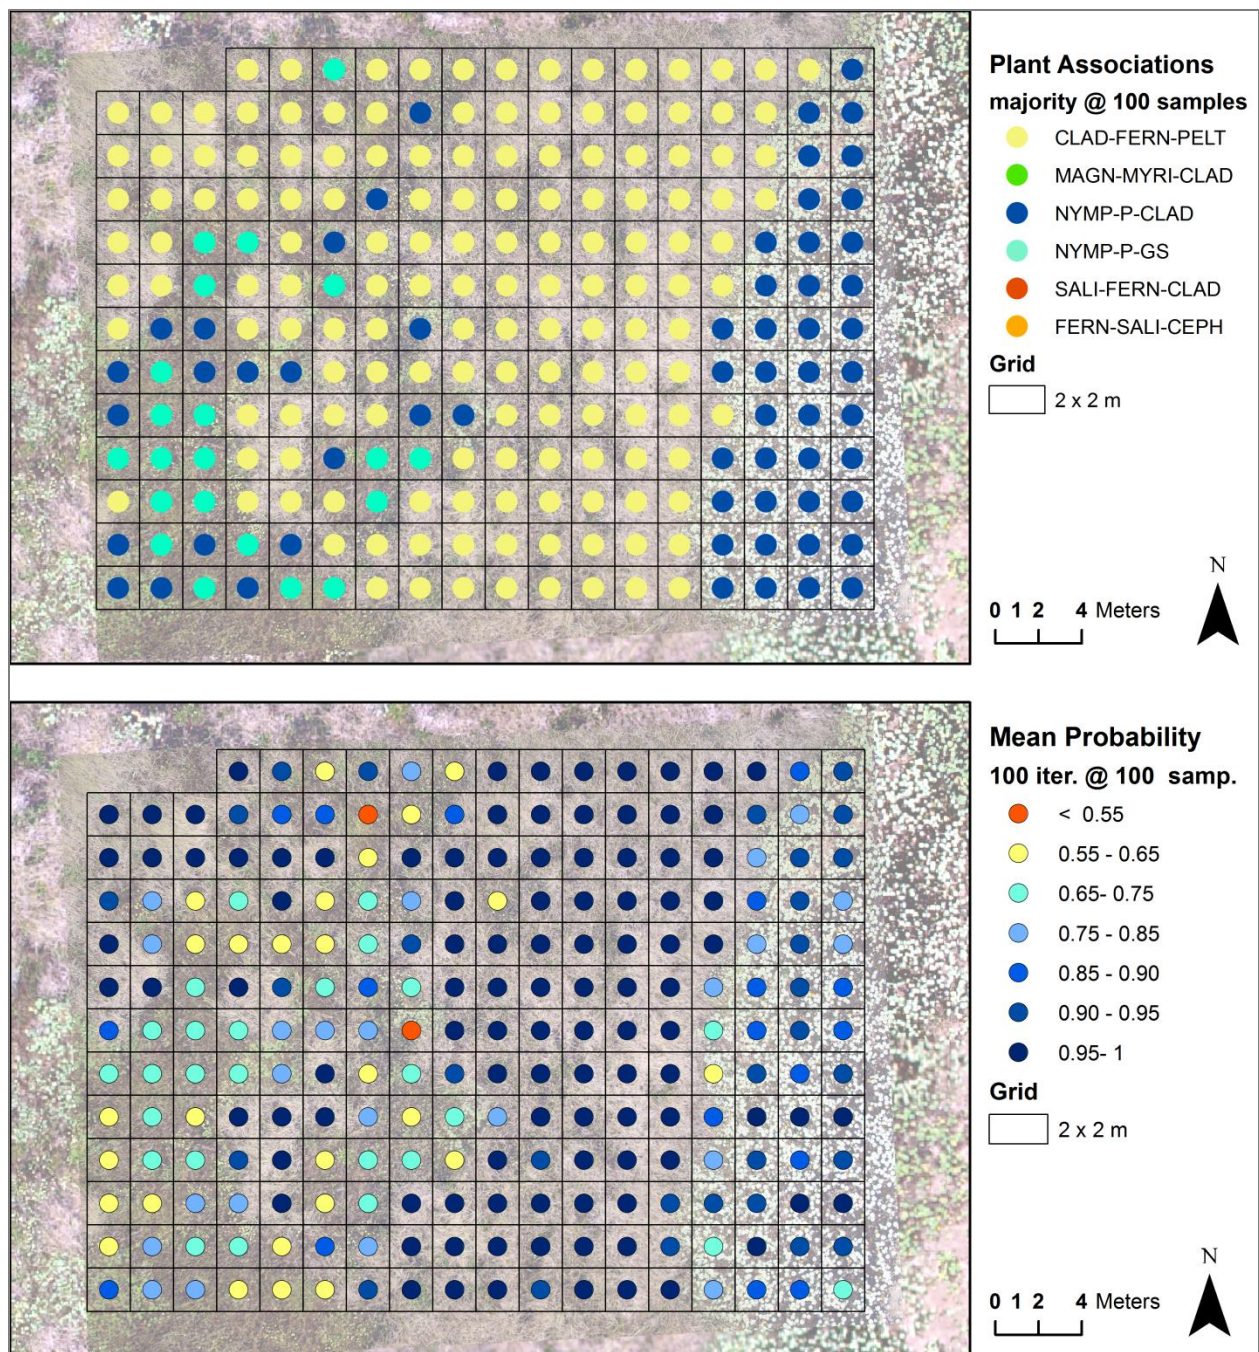 Plant Associations
majority @ 100 samples
CLAD-FERN-PELT
MAGN-MYRI-CLAD
NYMP-P-CLAD
NYMP-P-GS
SALI-FERN-CLAD
FERN-SALI-CEPH
Grid
2 x 2 m
N
0 1 2 4 Meters
Mean Probability
100 iter. @ 100 samp.
< 0.55
0.55 - 0.65
0.65- 0.75
0.75 - 0.85
0.85 - 0.90
0.90 - 0.95
0.95- 1
Grid
2 x 2 m
N
0 1 2 4 Meters